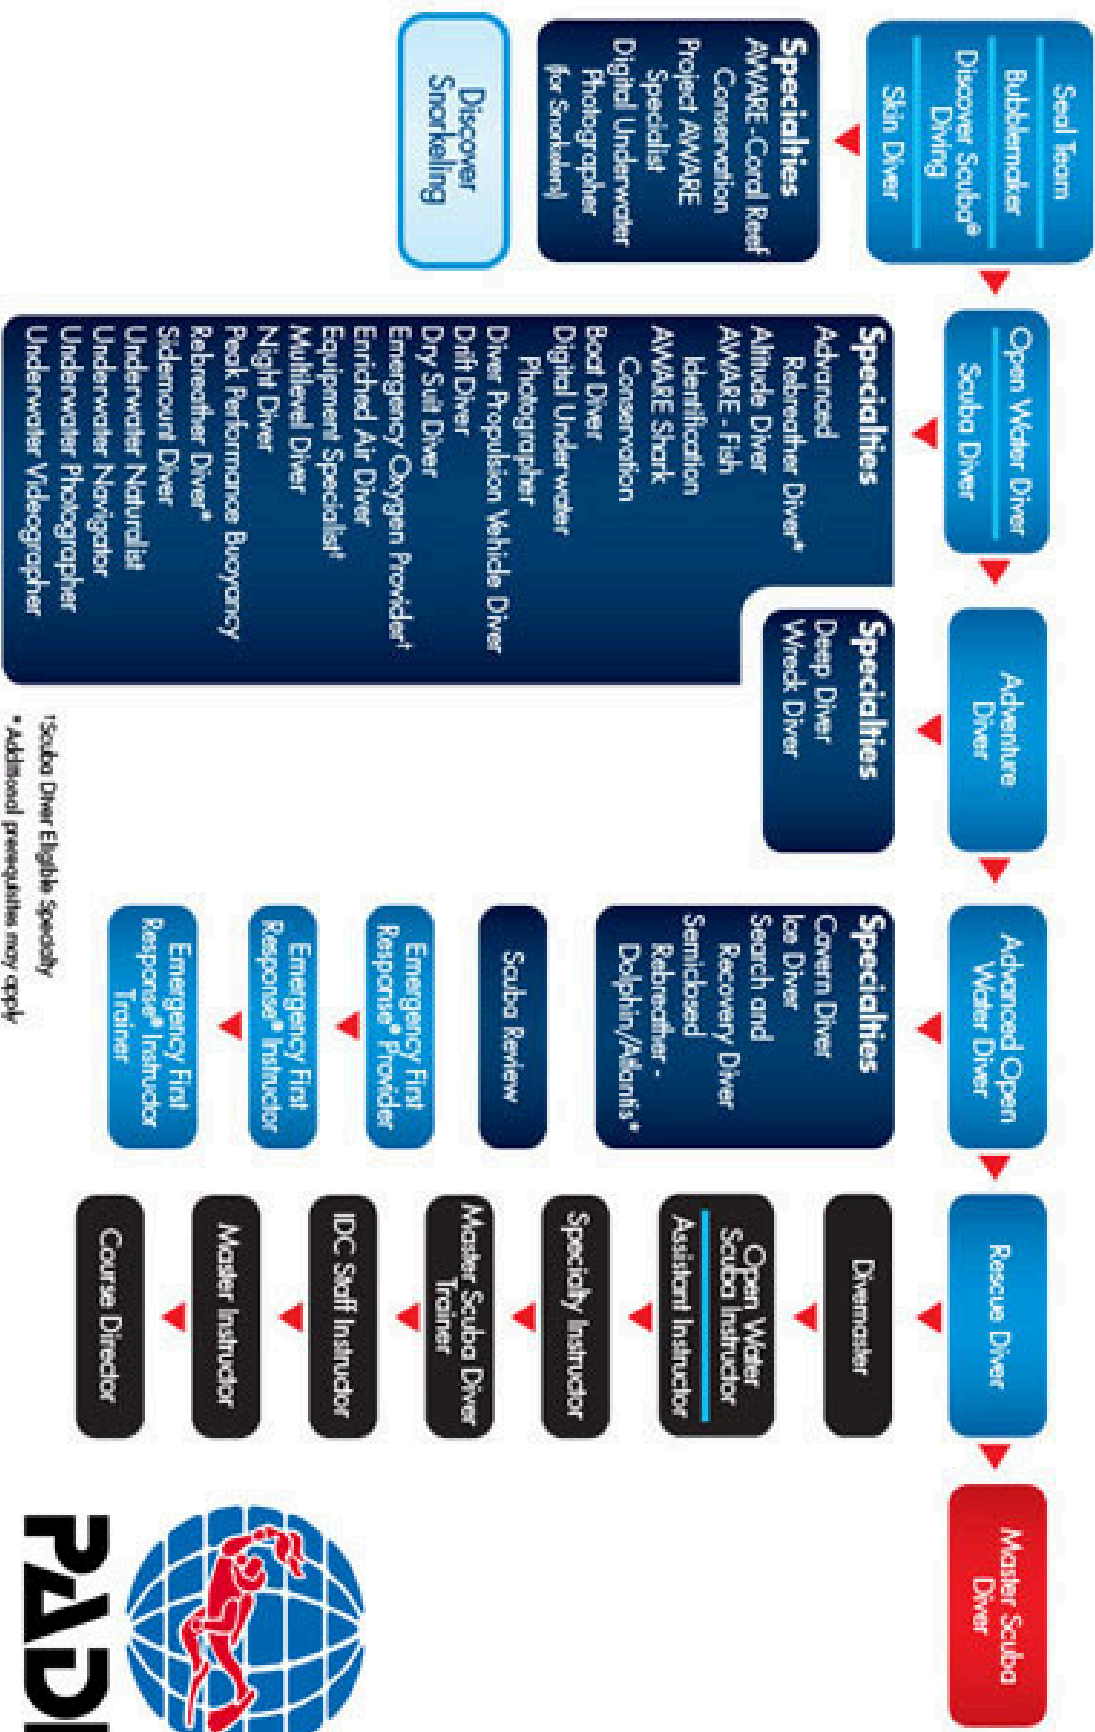 Seal Team
Bubblemaker
Discover Scuba®
Diving
Skin Diver
Specialties
AWARE - Coral Reef
Conservation
Project AWARE
Specialist
Digital Underwater
Photographer
(for Snorkelers)
Discover
Snorkelling
Open Water Diver
Scuba Diver
Specialties
Advanced
Rebreather Diver*
Altitude Diver
AWARE - Fish
Identification
AWARE Shark
Conservation
Boat Diver
Digital Underwater
Photographer
Diver Propulsion Vehicle Diver
Drift Diver
Dry Suit Diver
Emergency Oxygen Provider†
Enriched Air Diver
Equipment Specialist†
Multilevel Diver
Night Diver
Peak Performance Buoyancy
Rebreather Diver*
Sidemount Diver
Underwater Naturalist
Underwater Navigator
Underwater Photographer
Underwater Videographer
Adventure
Diver
Specialties
Deep Diver
Wreck Diver
Advanced Open
Water Diver
Specialties
Cavern Diver
Ice Diver
Search and
Recovery Diver
Semiclosed
Rebreather -
Dolphin/Atlantis*
Scuba Review
Emergency First
Response® Provider
Emergency First
Response® Instructor
Emergency First
Response® Instructor
Trainer
Rescue Diver
Divemaster
Open Water
Scuba Instructor
Assistant Instructor
Specialty Instructor
Master Scuba Diver
Trainer
IDC Staff Instructor
Master Instructor
Course Director
Master Scuba
Diver
†Scuba Diver Eligible Specialty
*Additional prerequisites may apply
PADI